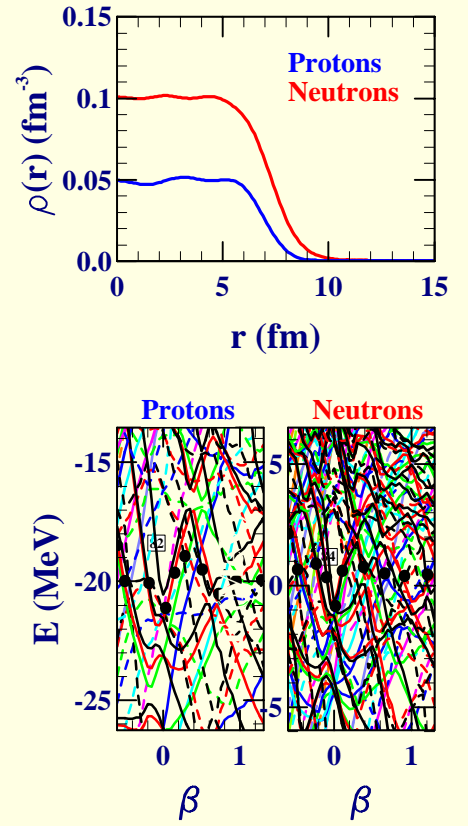 0.15
Protons
Neutrons
0.1
0.05
0.0
ρ(r) (fm⁻³)
0 5 10 15
r (fm)
Protons Neutrons
-15 5
82
-20 0
-25 -5
E (MeV)
0 1 0 1
β β